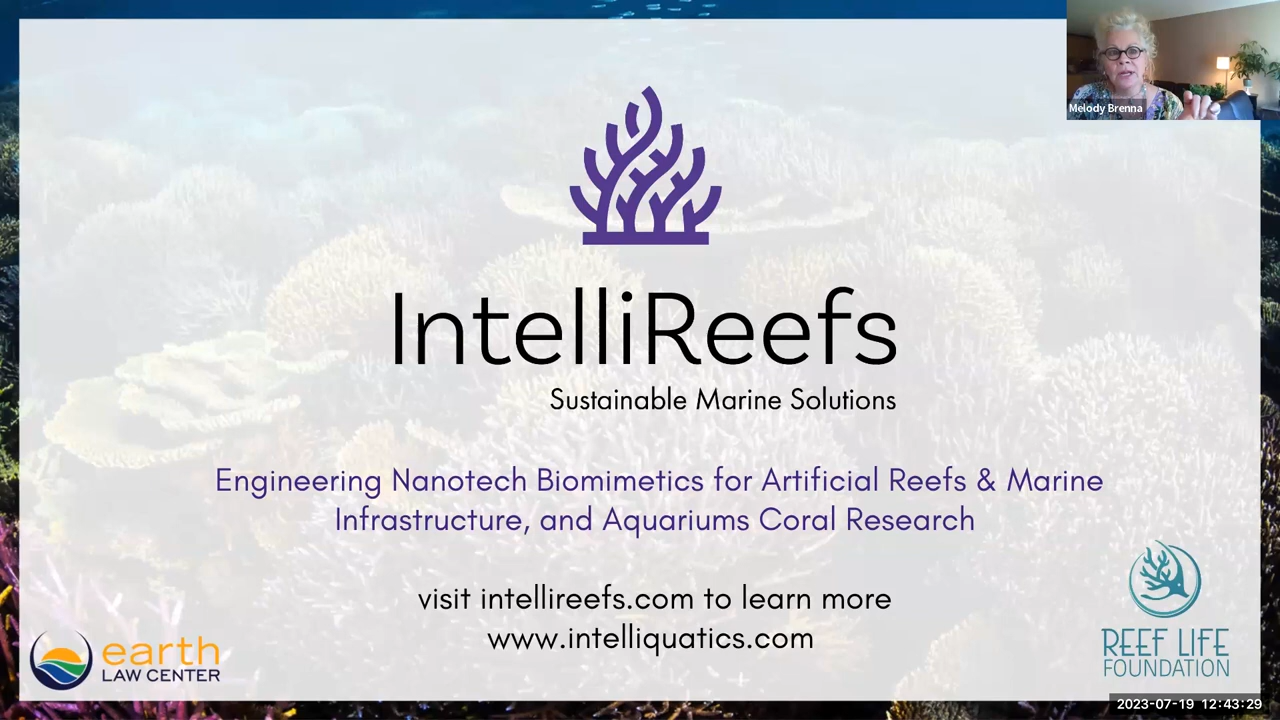 Melody Brenna
IntelliReefs
Sustainable Marine Solutions
Engineering Nanotech Biomimetics for Artificial Reefs & Marine
Infrastructure, and Aquariums Coral Research
visit intellireefs.com to learn more
www.intelliquatics.com
earth
LAW CENTER
REEF LIFE
FOUNDATION
2023-07-19 12:43:29